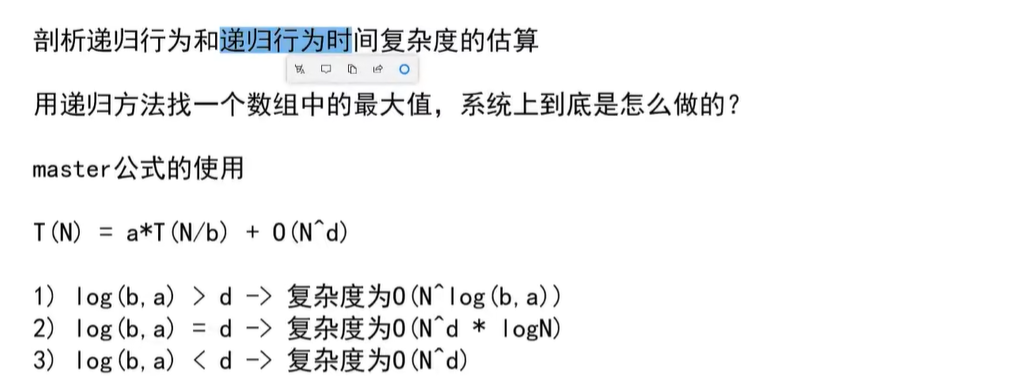 剖析递归行为和递归行为时间复杂度的估算
用递归方法找一个数组中的最大值，系统上到底是怎么做的？
master公式的使用
T(N) = a*T(N/b) + O(N^d)
1) log(b,a) > d -> 复杂度为O(N^log(b,a))
2) log(b,a) = d -> 复杂度为O(N^d * logN)
3) log(b,a) < d -> 复杂度为O(N^d)